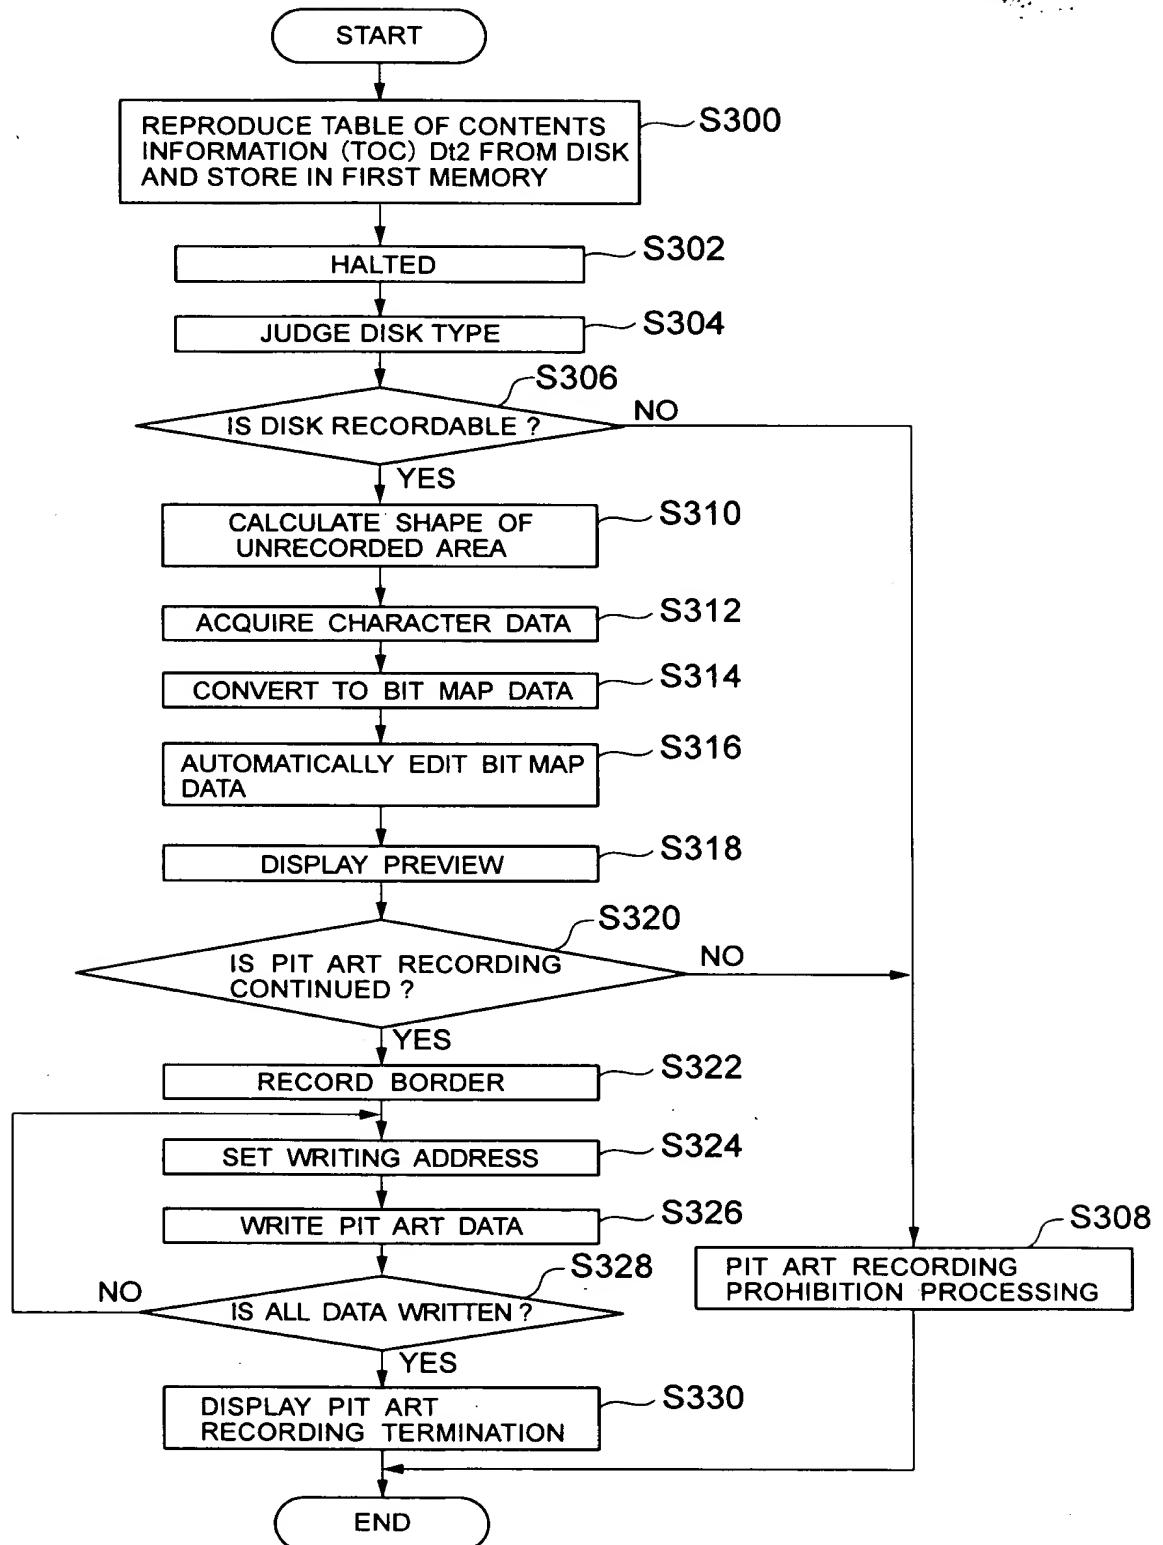 START
REPRODUCE TABLE OF CONTENTS
INFORMATION (TOC) Dt2 FROM DISK
AND STORE IN FIRST MEMORY
S300
HALTED
S302
JUDGE DISK TYPE
S304
S306
IS DISK RECORDABLE ?
NO
YES
CALCULATE SHAPE OF
UNRECORDED AREA
S310
ACQUIRE CHARACTER DATA
S312
CONVERT TO BIT MAP DATA
S314
AUTOMATICALLY EDIT BIT MAP
DATA
S316
DISPLAY PREVIEW
S318
S320
IS PIT ART RECORDING
CONTINUED ?
NO
YES
RECORD BORDER
S322
SET WRITING ADDRESS
S324
WRITE PIT ART DATA
S326
S328
IS ALL DATA WRITTEN ?
NO
YES
S308
PIT ART RECORDING
PROHIBITION PROCESSING
DISPLAY PIT ART
RECORDING TERMINATION
S330
END